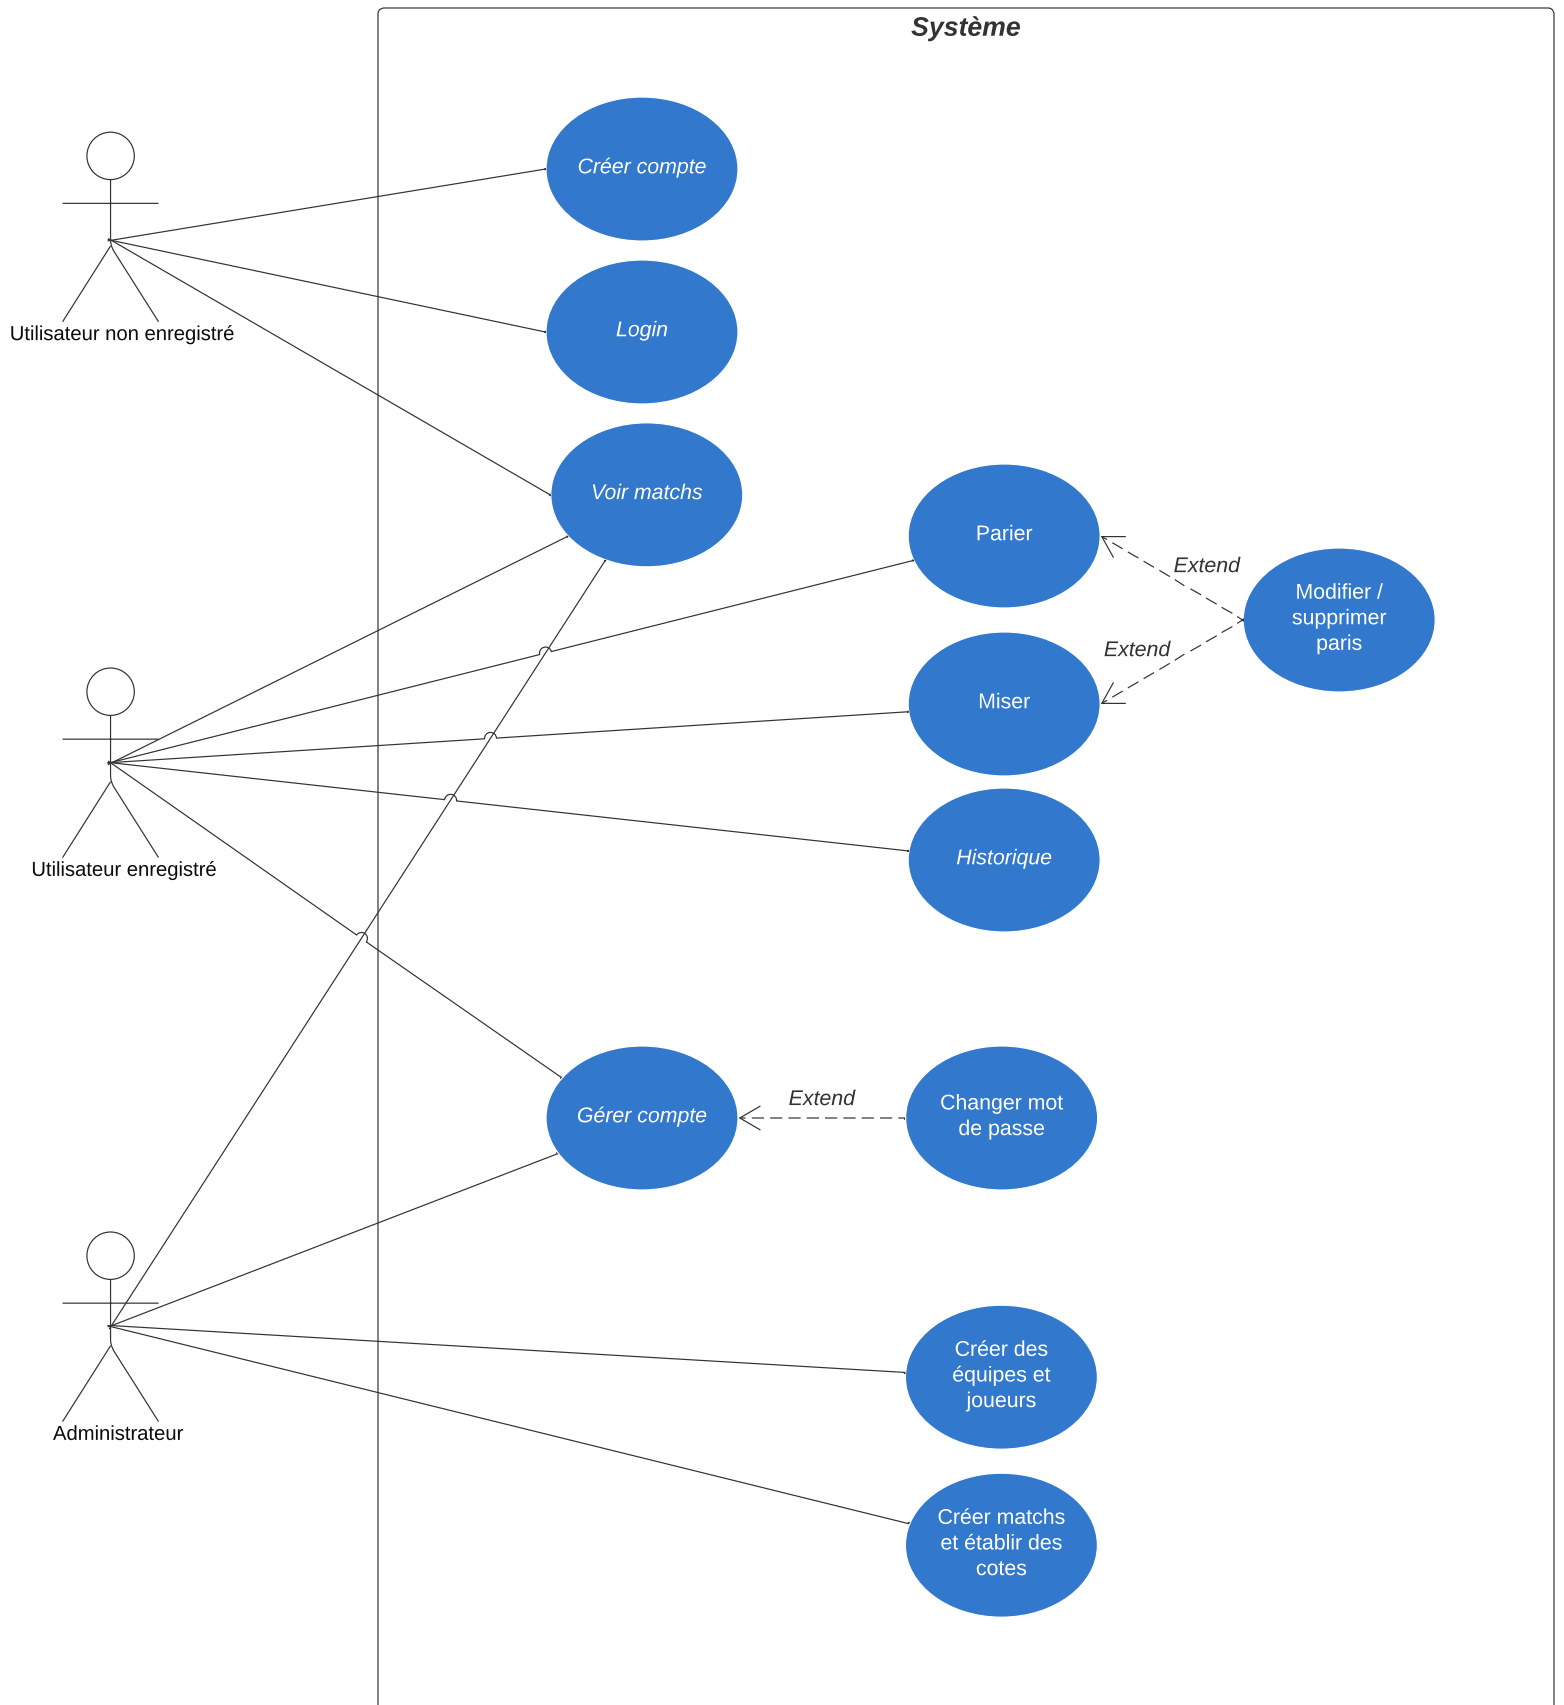 Système
Créer compte
Utilisateur non enregistré
Login
Voir matchs
Parier
Extend
Modifier /
supprimer
paris
Extend
Miser
Utilisateur enregistré
Historique
Gérer compte
Extend
Changer mot
de passe
Administrateur
Créer des
équipes et
joueurs
Créer matchs
et établir des
cotes